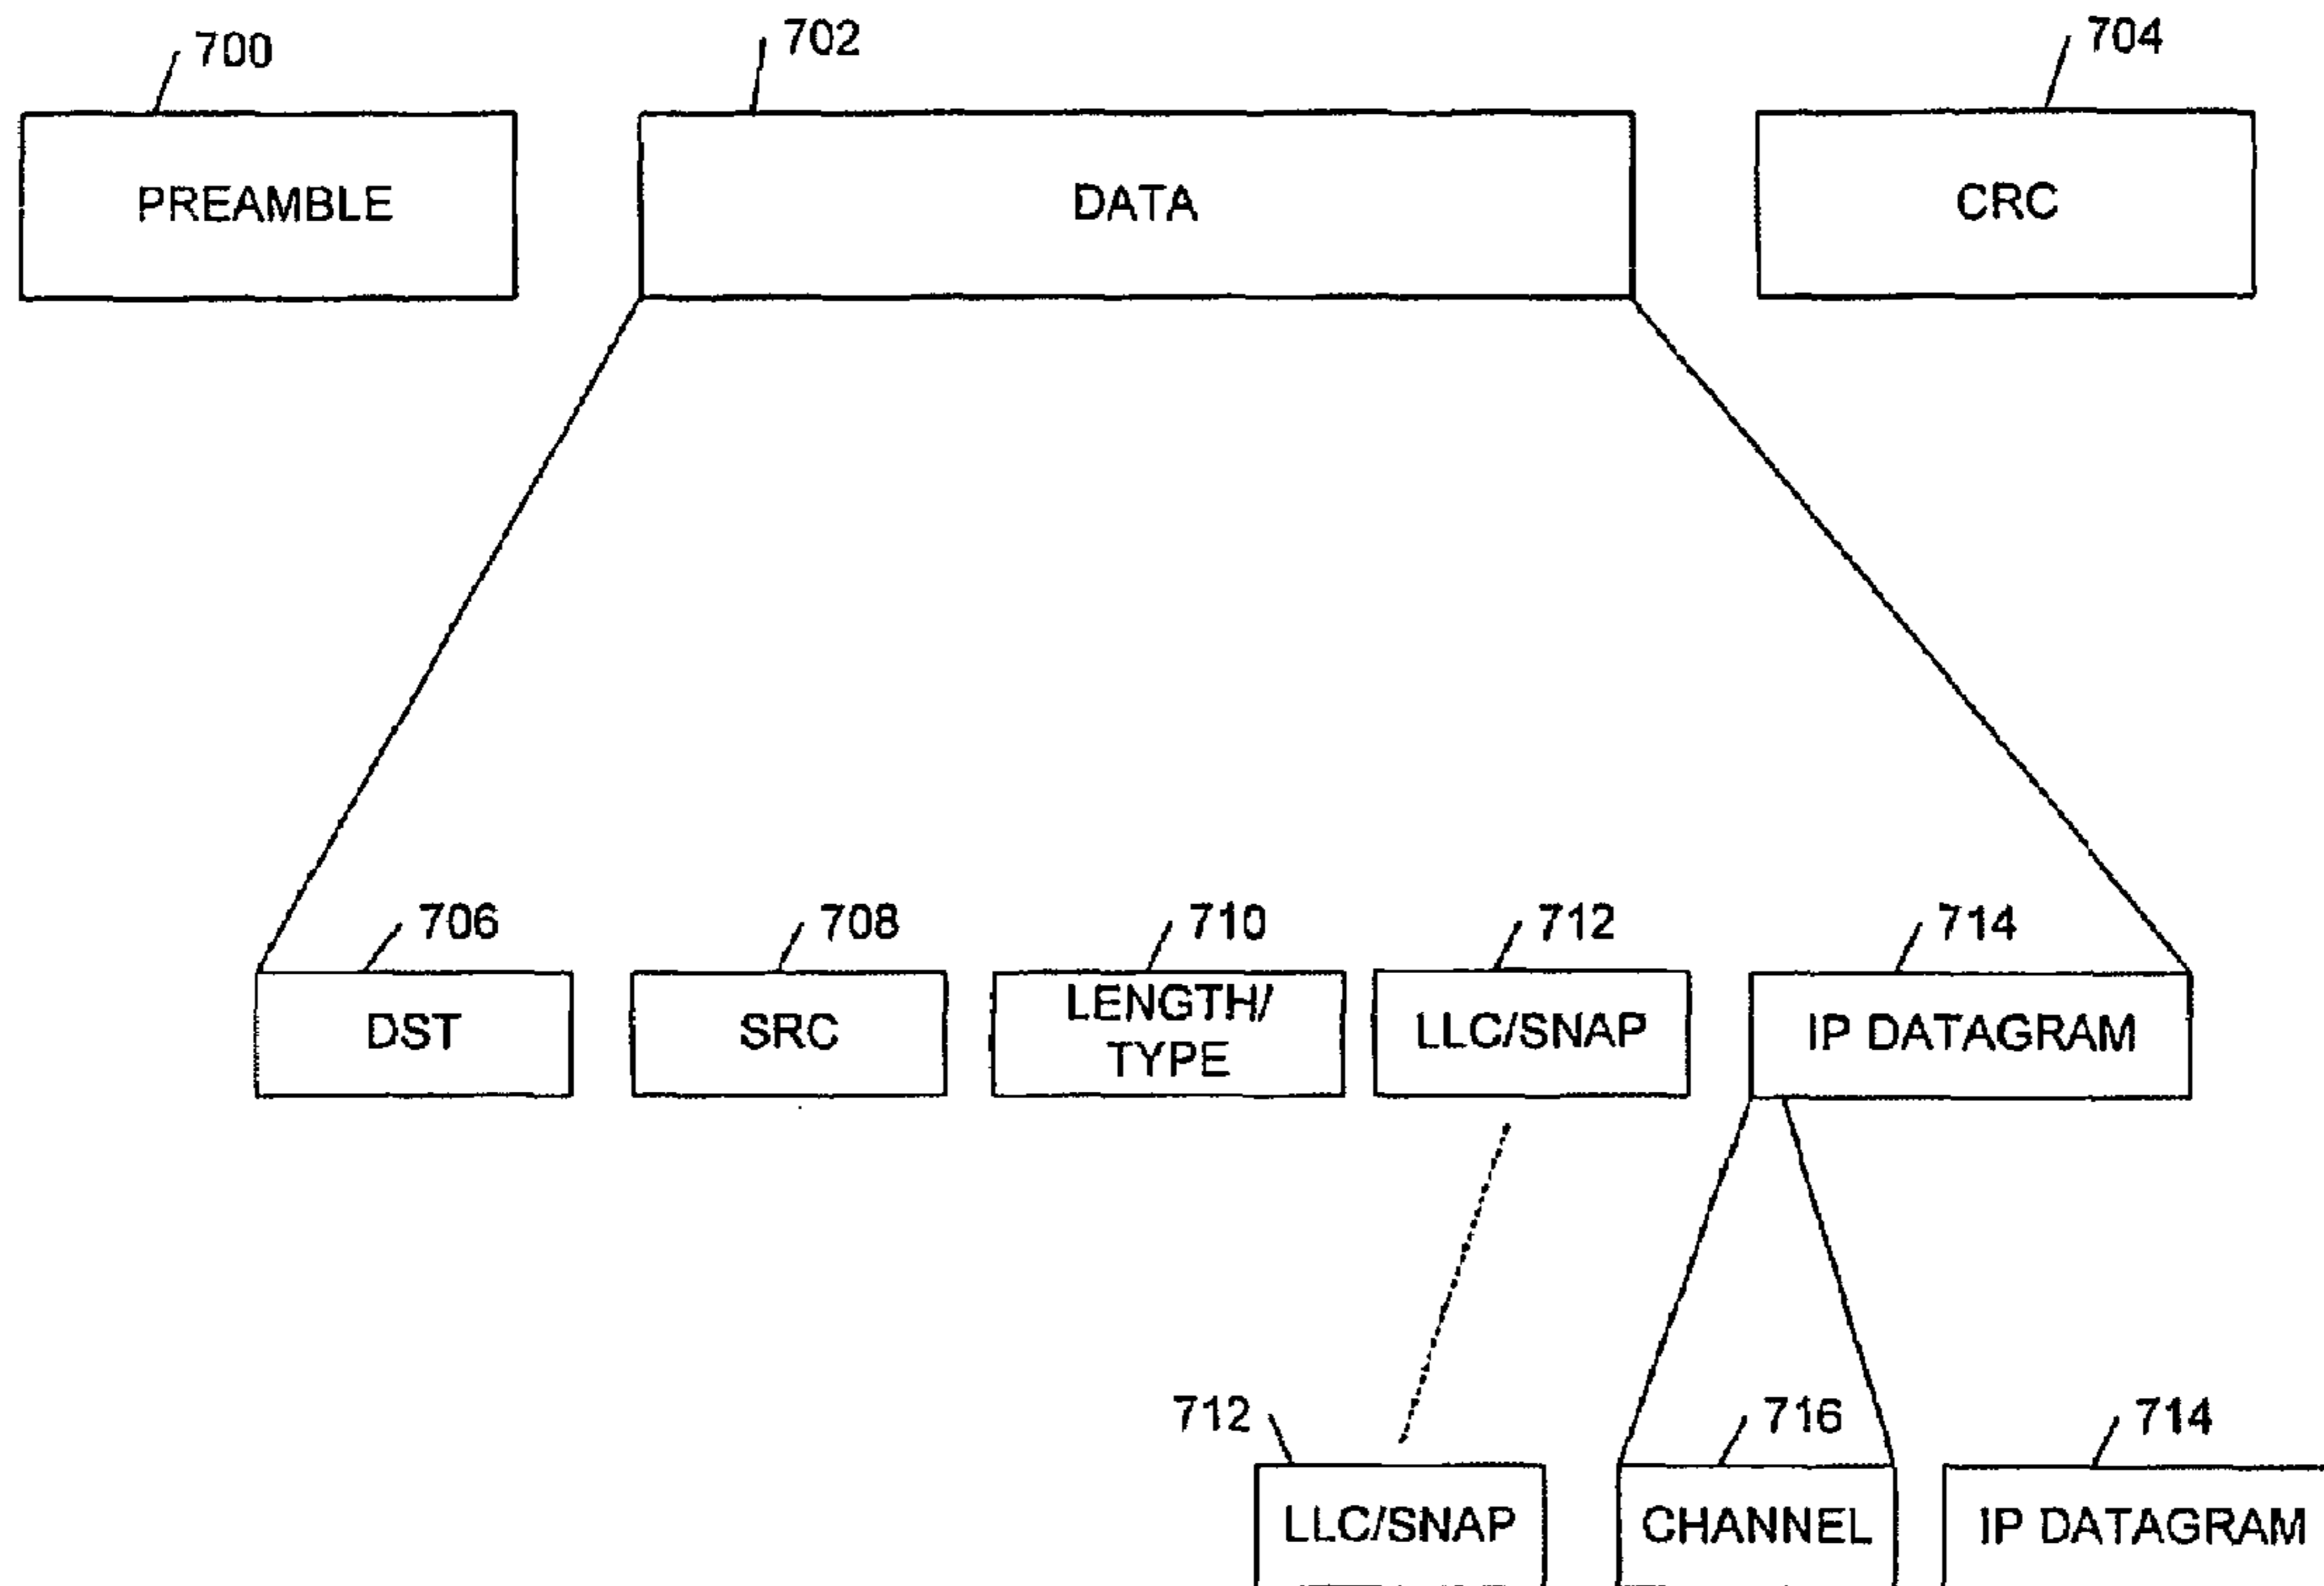 700
702
704
PREAMBLE
DATA
CRC
706
708
710
712
714
DST
SRC
LENGTH/
TYPE
LLC/SNAP
IP DATAGRAM
712
716
714
LLC/SNAP
CHANNEL
IP DATAGRAM